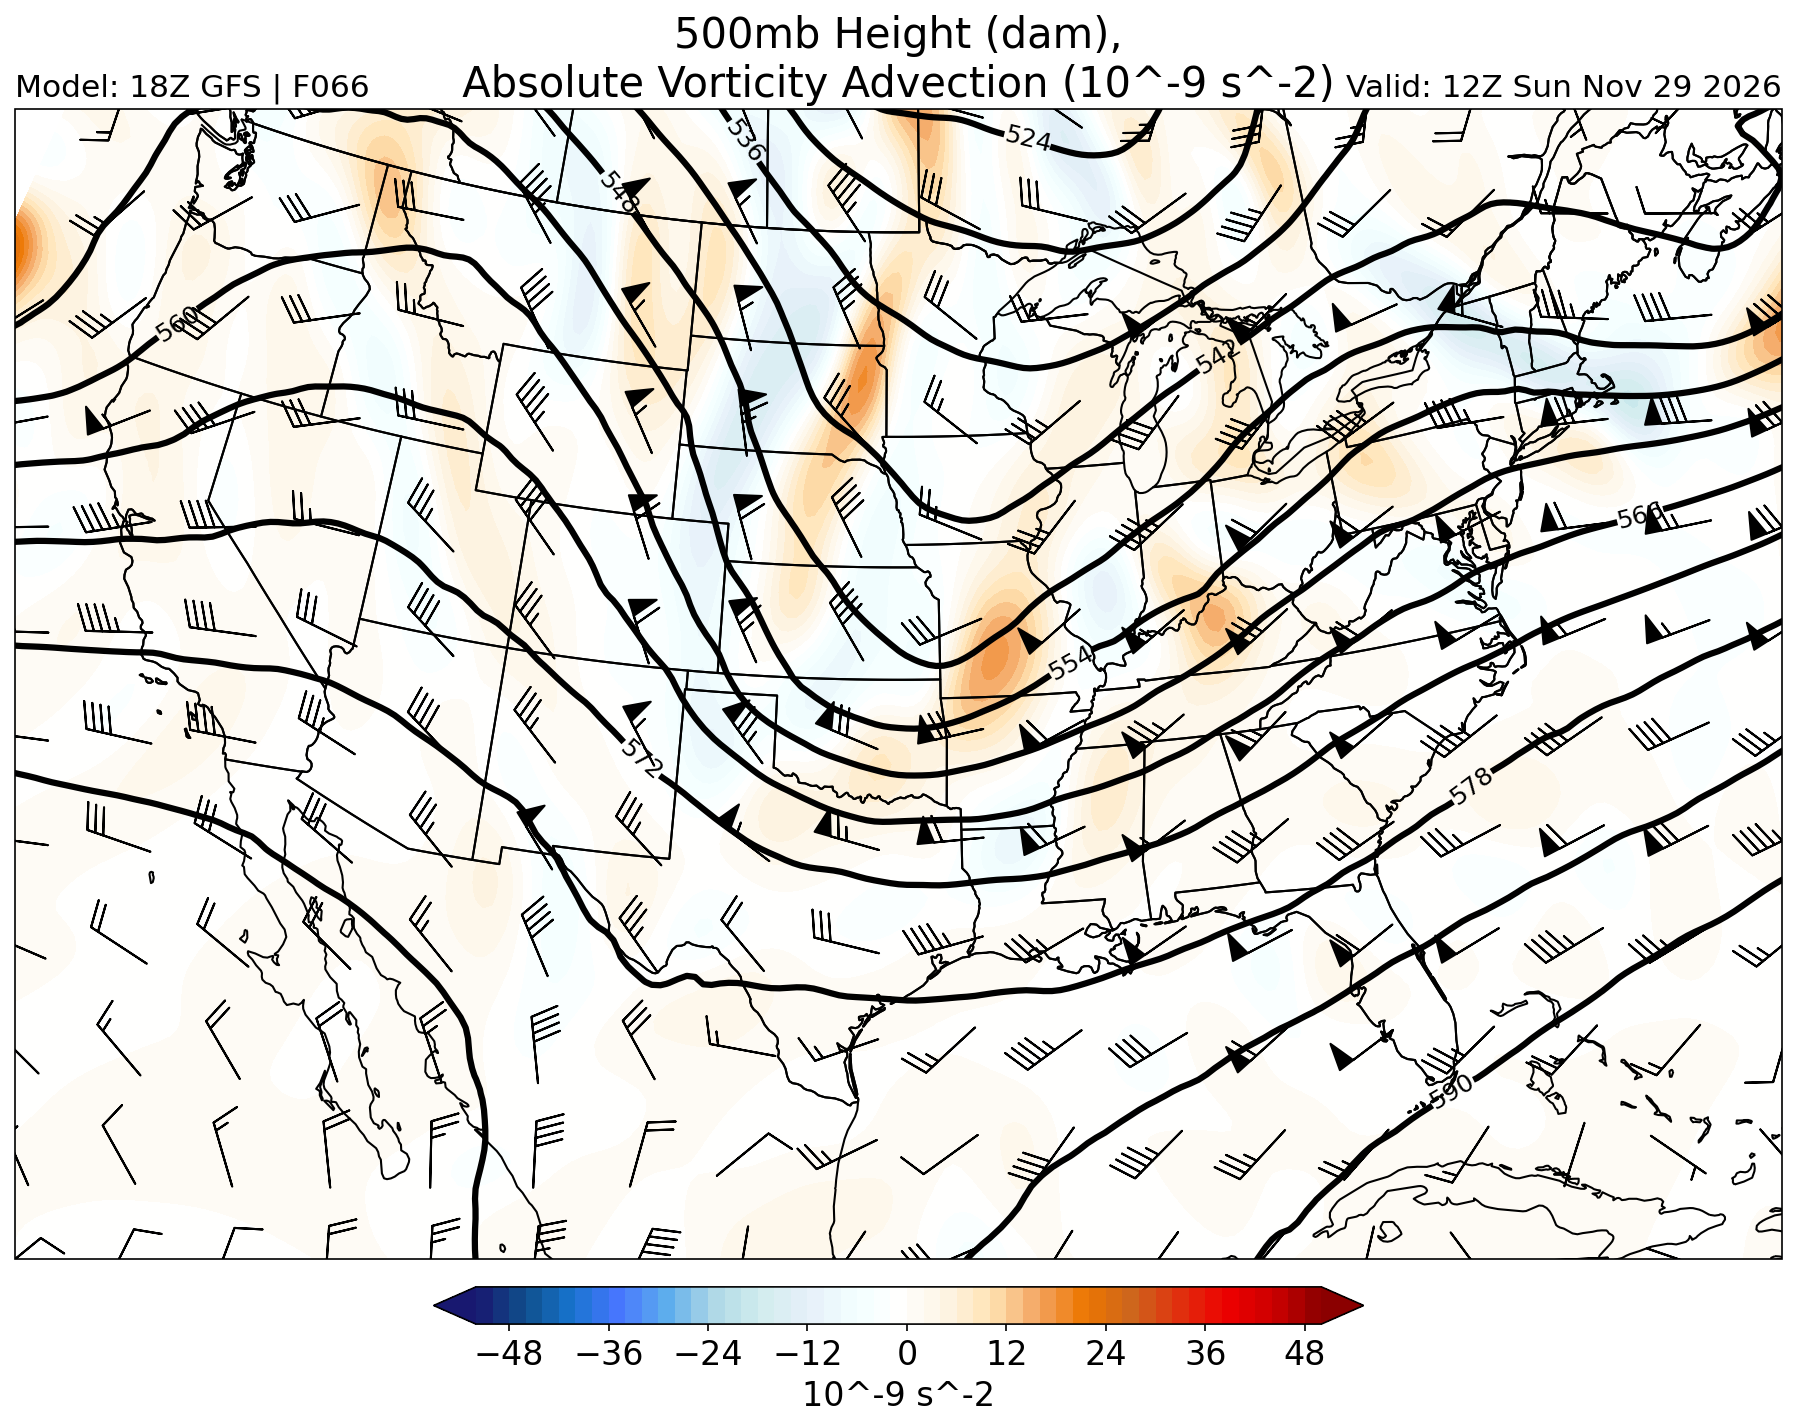 500mb Height (dam),
Model: 18Z GFS | F066
Absolute Vorticity Advection (10^-9 s^-2)
Valid: 12Z Sun Nov 29 2026
524
536
548
560
542
566
554
572
578
590
−48 −36 −24 −12 0 12 24 36 48
10^-9 s^-2